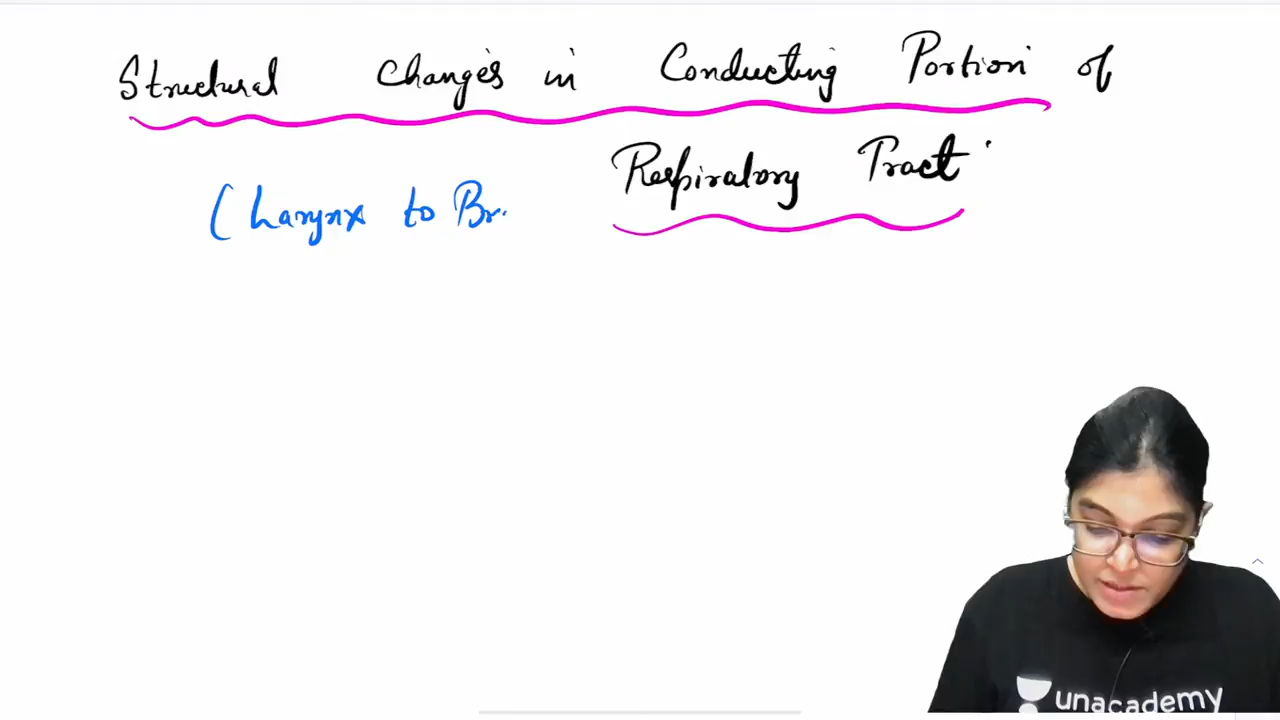 Structural Changes in Conducting Portion of
Respiratory Tract
(Larynx to Br.
unacademy